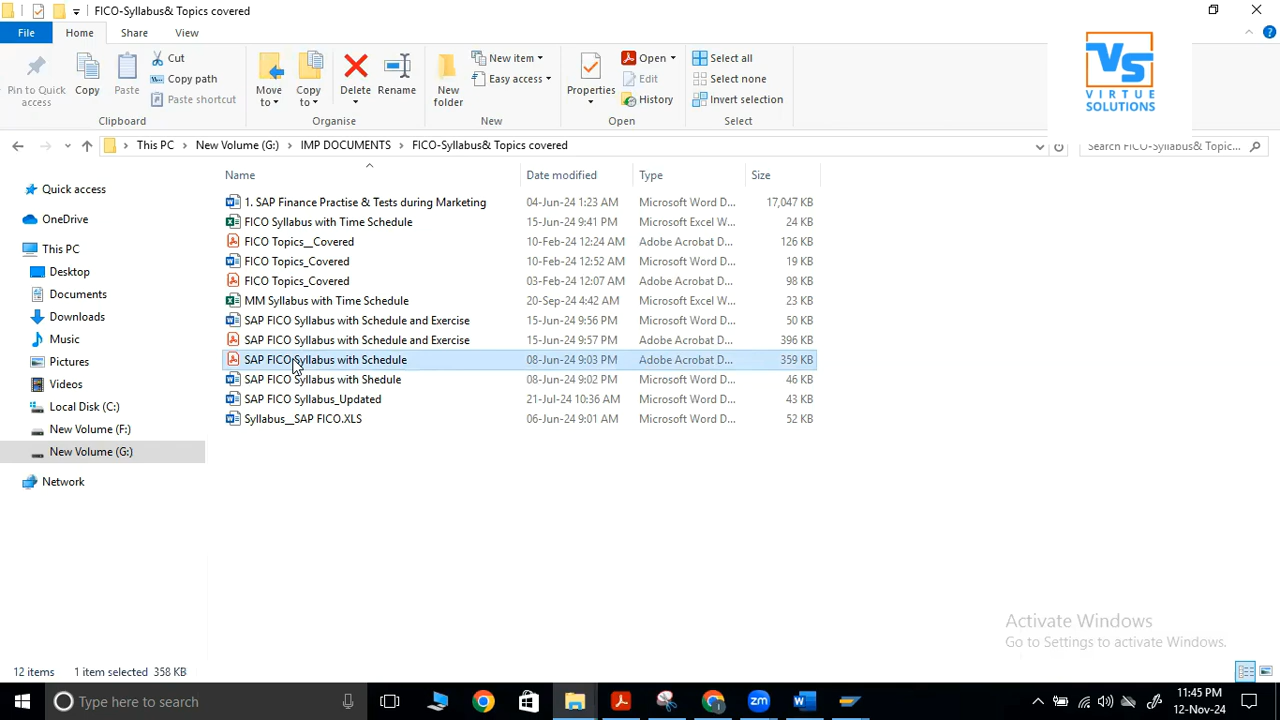 FICO-Syllabus& Topics covered
File Home Share View
Pin to Quick access
Copy
Paste
Cut
Copy path
Paste shortcut
Clipboard
Move to
Copy to
Delete
Rename
Organise
New folder
New item
Easy access
New
Properties
Open
Edit
History
Open
Select all
Select none
Invert selection
Select
VS
VIRTUE
SOLUTIONS
This PC New Volume (G:) IMP DOCUMENTS FICO-Syllabus& Topics covered
Search FICO-Syllabus& Topic...
Quick access
OneDrive
This PC
Desktop
Documents
Downloads
Music
Pictures
Videos
Local Disk (C:)
New Volume (F:)
New Volume (G:)
Network
Name Date modified Type Size
1. SAP Finance Practise & Tests during Marketing 04-Jun-24 1:23 AM Microsoft Word D... 17,047 KB
FICO Syllabus with Time Schedule 15-Jun-24 9:41 PM Microsoft Excel W... 24 KB
FICO Topics__Covered 10-Feb-24 12:24 AM Adobe Acrobat D... 126 KB
FICO Topics_Covered 10-Feb-24 12:52 AM Microsoft Word D... 19 KB
FICO Topics_Covered 03-Feb-24 12:07 AM Adobe Acrobat D... 98 KB
MM Syllabus with Time Schedule 20-Sep-24 4:42 AM Microsoft Excel W... 23 KB
SAP FICO Syllabus with Schedule and Exercise 15-Jun-24 9:56 PM Microsoft Word D... 50 KB
SAP FICO Syllabus with Schedule and Exercise 15-Jun-24 9:57 PM Adobe Acrobat D... 396 KB
SAP FICO Syllabus with Schedule 08-Jun-24 9:03 PM Adobe Acrobat D... 359 KB
SAP FICO Syllabus with Shedule 08-Jun-24 9:02 PM Microsoft Word D... 46 KB
SAP FICO Syllabus_Updated 21-Jul-24 10:36 AM Microsoft Word D... 43 KB
Syllabus__SAP FICO.XLS 06-Jun-24 9:01 AM Microsoft Word D... 52 KB
Activate Windows
Go to Settings to activate Windows.
12 items 1 item selected 358 KB
Type here to search
11:45 PM
12-Nov-24